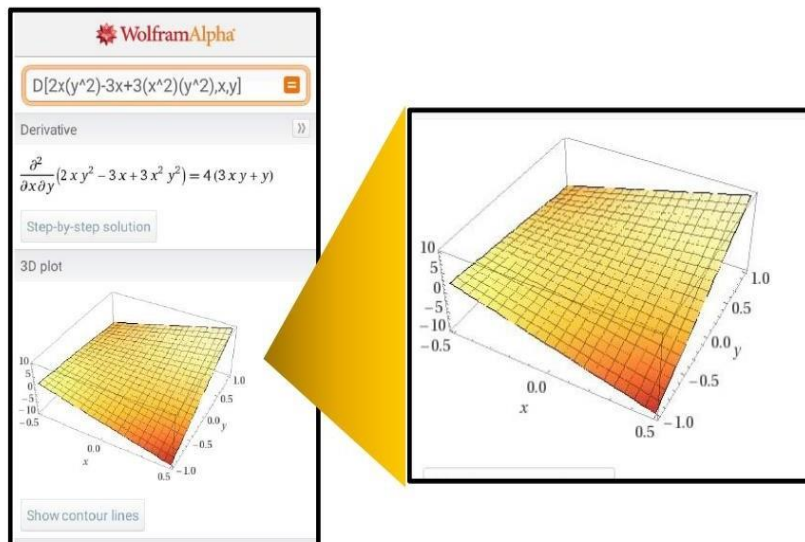 WolframAlpha
D[2x(y^2)-3x+3(x^2)(y^2),x,y]
Derivative
∂²/∂x∂y (2 x y² − 3 x + 3 x² y²) = 4 (3 x y + y)
Step-by-step solution
3D plot
10
5
0
−5
−10
−0.5
0.0
x
0.5
−1.0
−0.5
0.0
y
0.5
1.0
Show contour lines
10
5
0
−5
−10
−0.5
0.0
x
0.5
−1.0
−0.5
0.0
y
0.5
1.0